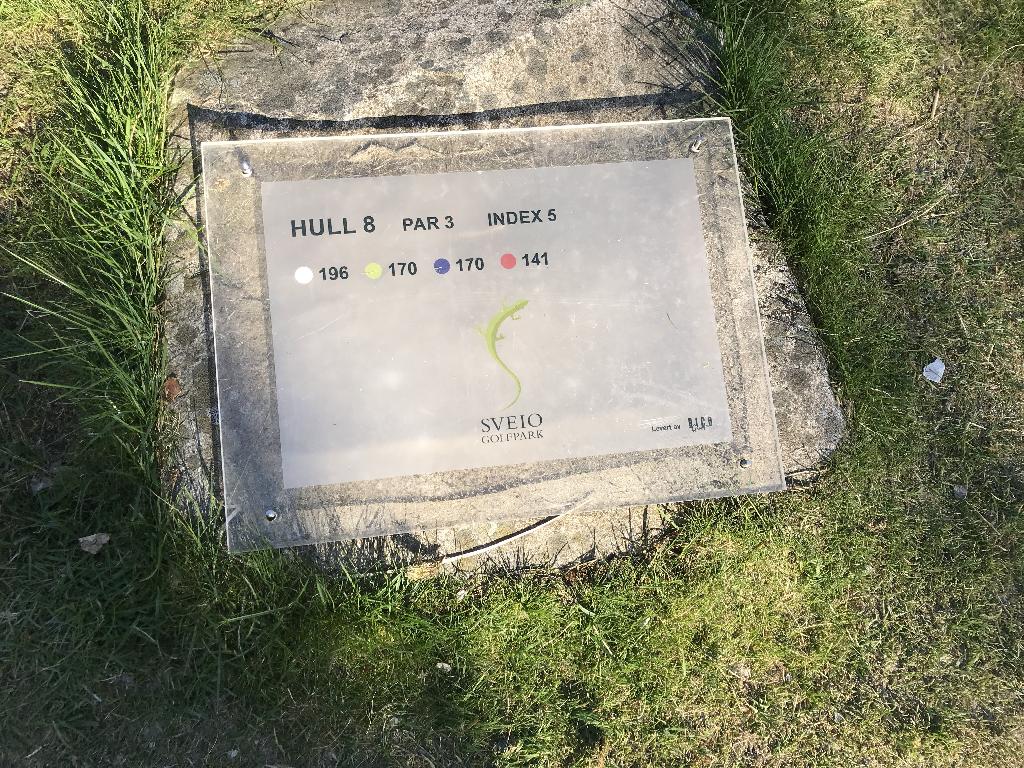 HULL 8 PAR 3 INDEX 5
196 170 170 141
SVEIO
GOLFPARK
Levert av